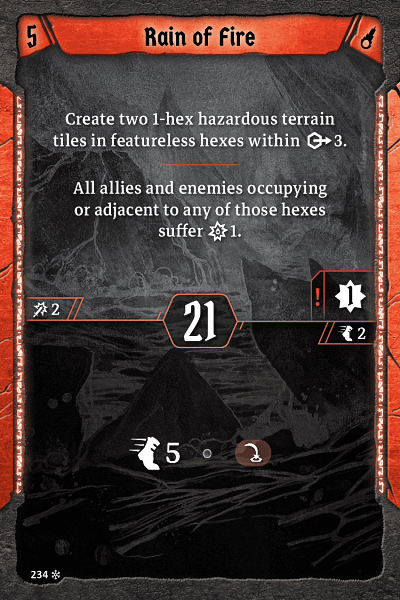 5
Rain of Fire
Create two 1-hex hazardous terrain
tiles in featureless hexes within 3.
All allies and enemies occupying
or adjacent to any of those hexes
suffer 1.
2
21
! 1
2
5
234